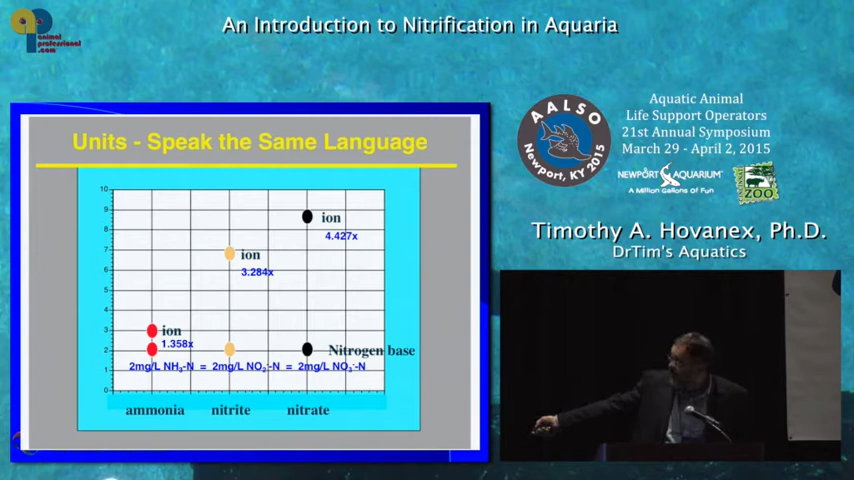 animal
professional
.com
An Introduction to Nitrification in Aquaria
AALSO
Newport, KY 2015
Aquatic Animal
Life Support Operators
21st Annual Symposium
March 29 - April 2, 2015
NEWPORT AQUARIUM
A Million Gallons of Fun
ZOO
Timothy A. Hovanex, Ph.D.
DrTim's Aquatics
Units - Speak the Same Language
10
9
8
7
6
5
4
3
2
1
0
ion
4.427x
ion
3.284x
ion
1.358x
Nitrogen base
2mg/L NH₃-N = 2mg/L NO₂⁻-N = 2mg/L NO₃⁻-N
ammonia nitrite nitrate